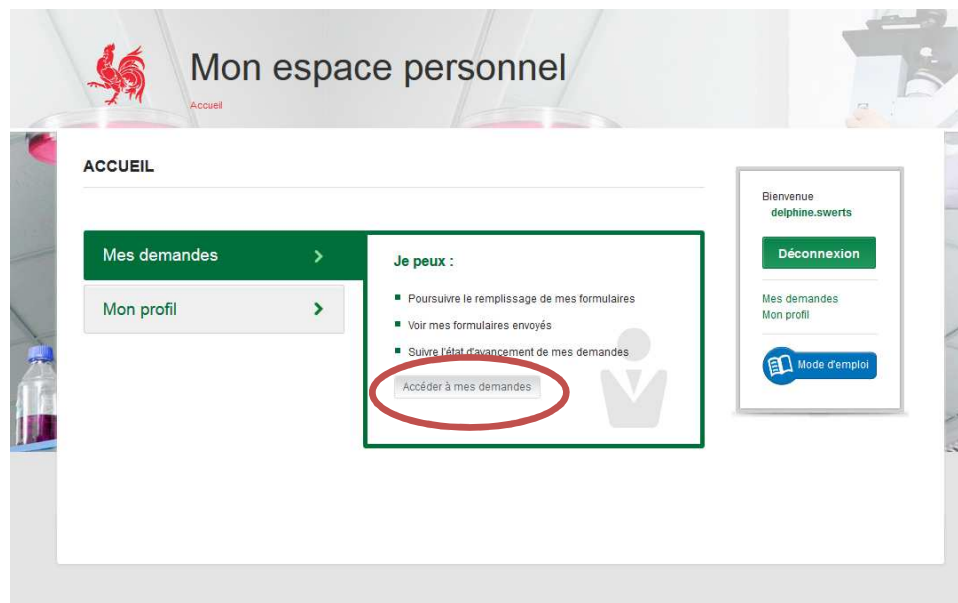 Mon espace personnel
Accueil
ACCUEIL
Mes demandes
Mon profil
Je peux :
Poursuivre le remplissage de mes formulaires
Voir mes formulaires envoyés
Suivre l'état d'avancement de mes demandes
Accéder à mes demandes
Bienvenue
delphine.swerts
Déconnexion
Mes demandes
Mon profil
Mode d'emploi